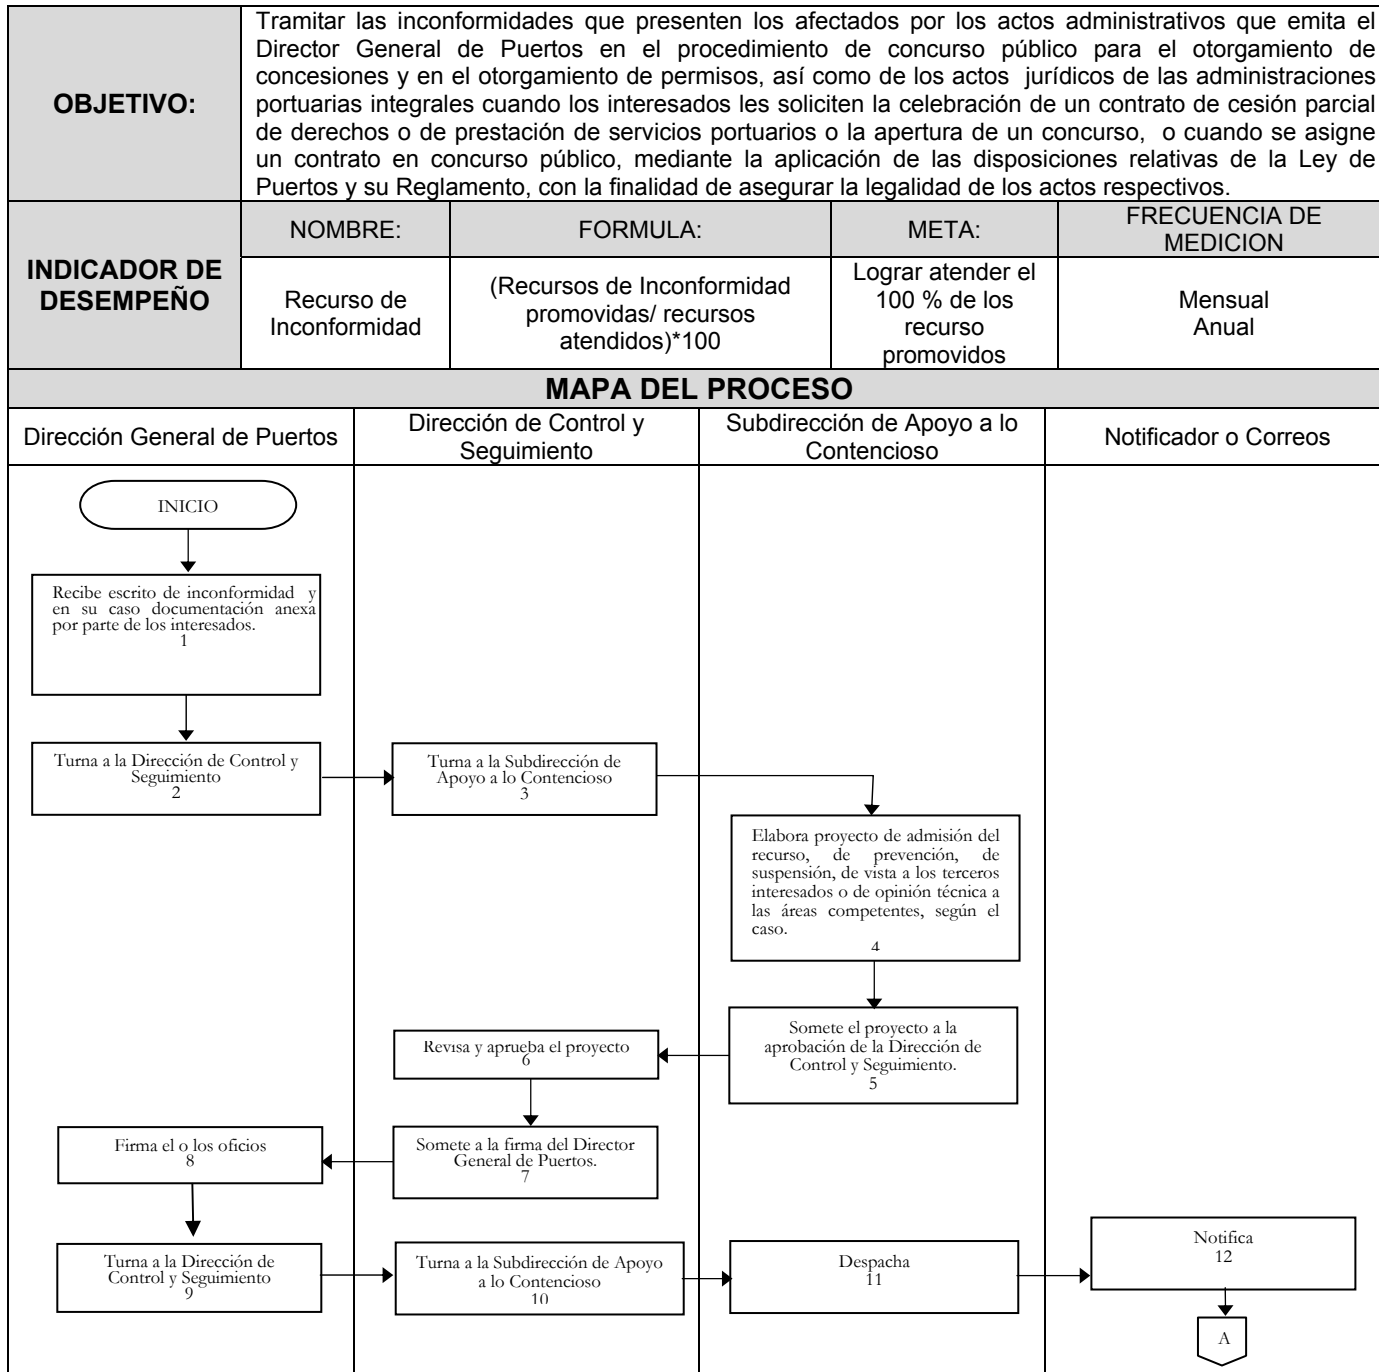 OBJETIVO:
Tramitar las inconformidades que presenten los afectados por los actos administrativos que emita el
Director General de Puertos en el procedimiento de concurso público para el otorgamiento de
concesiones y en el otorgamiento de permisos, así como de los actos jurídicos de las administraciones
portuarias integrales cuando los interesados les soliciten la celebración de un contrato de cesión parcial
de derechos o de prestación de servicios portuarios o la apertura de un concurso, o cuando se asigne
un contrato en concurso público, mediante la aplicación de las disposiciones relativas de la Ley de
Puertos y su Reglamento, con la finalidad de asegurar la legalidad de los actos respectivos.
INDICADOR DE
DESEMPEÑO
NOMBRE:
FORMULA:
META:
FRECUENCIA DE
MEDICION
Recurso de
Inconformidad
(Recursos de Inconformidad
promovidas/ recursos
atendidos)*100
Lograr atender el
100 % de los
recurso
promovidos
Mensual
Anual
MAPA DEL PROCESO
Dirección General de Puertos
Dirección de Control y
Seguimiento
Subdirección de Apoyo a lo
Contencioso
Notificador o Correos
INICIO
Recibe escrito de inconformidad y
en su caso documentación anexa
por parte de los interesados.
1
Turna a la Dirección de Control y
Seguimiento
2
Turna a la Subdirección de
Apoyo a lo Contencioso
3
Elabora proyecto de admisión del
recurso, de prevención, de
suspensión, de vista a los terceros
interesados o de opinión técnica a
las áreas competentes, según el
caso.
4
Somete el proyecto a la
aprobación de la Dirección de
Control y Seguimiento.
5
Revisa y aprueba el proyecto
6
Somete a la firma del Director
General de Puertos.
7
Firma el o los oficios
8
Turna a la Dirección de
Control y Seguimiento
9
Turna a la Subdirección de Apoyo
a lo Contencioso
10
Despacha
11
Notifica
12
A